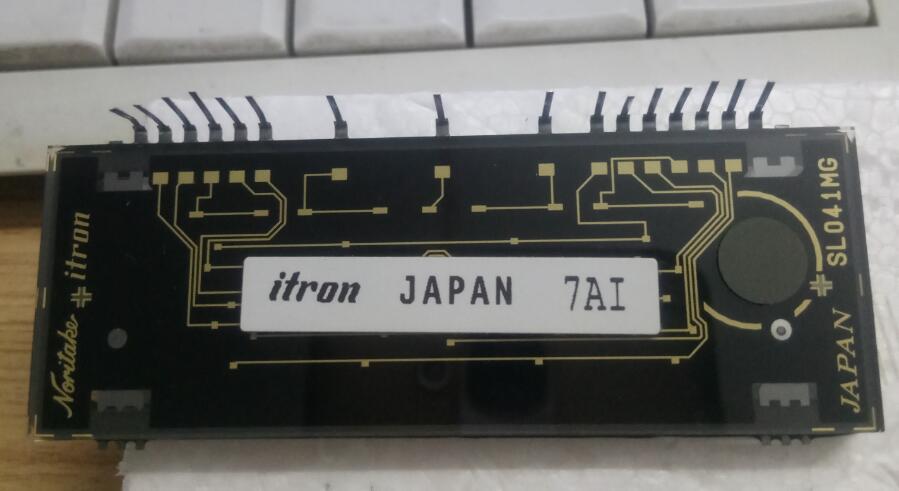 Noritake itron
itron JAPAN 7AI
SL041MG
JAPAN